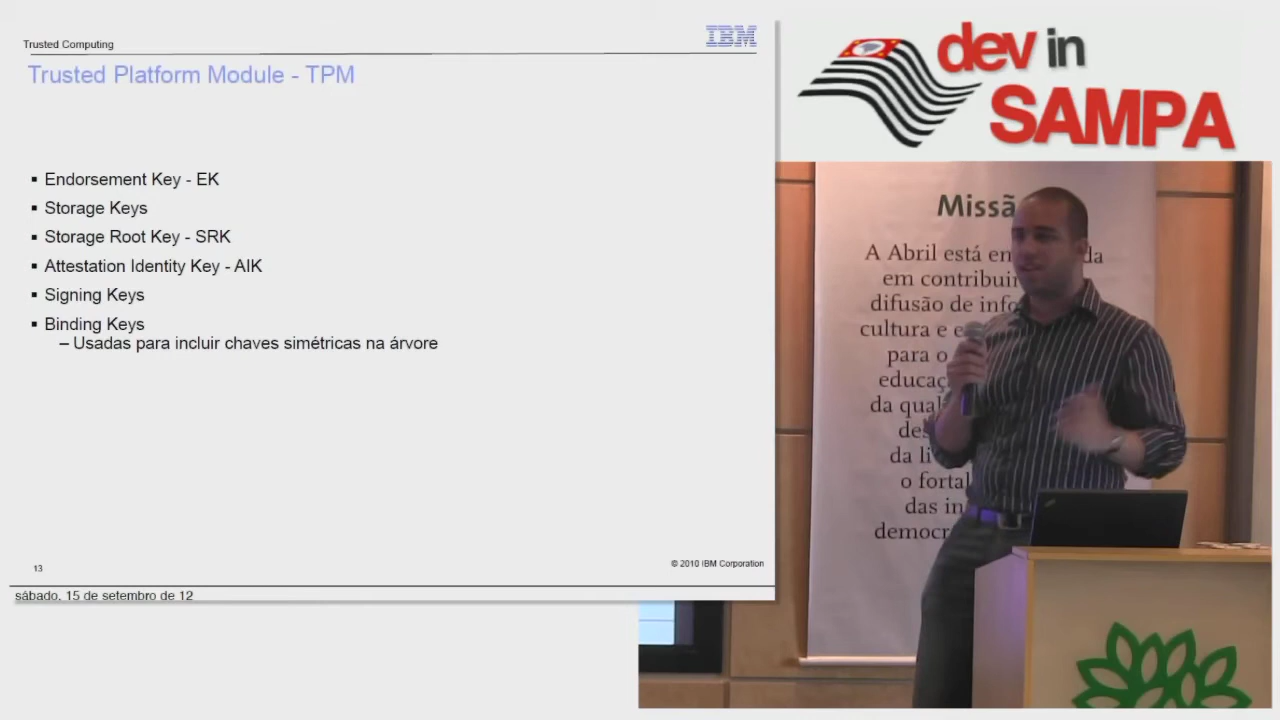 Trusted Computing
IBM
Trusted Platform Module - TPM
▪ Endorsement Key - EK
▪ Storage Keys
▪ Storage Root Key - SRK
▪ Attestation Identity Key - AIK
▪ Signing Keys
▪ Binding Keys
– Usadas para incluir chaves simétricas na árvore
13
© 2010 IBM Corporation
sábado, 15 de setembro de 12
dev in
SAMPA
Missã
A Abril está en da
em contribuir
difusão de info
cultura e e
para o
educaç
da qual
des
da li
o fortal
das in
democr